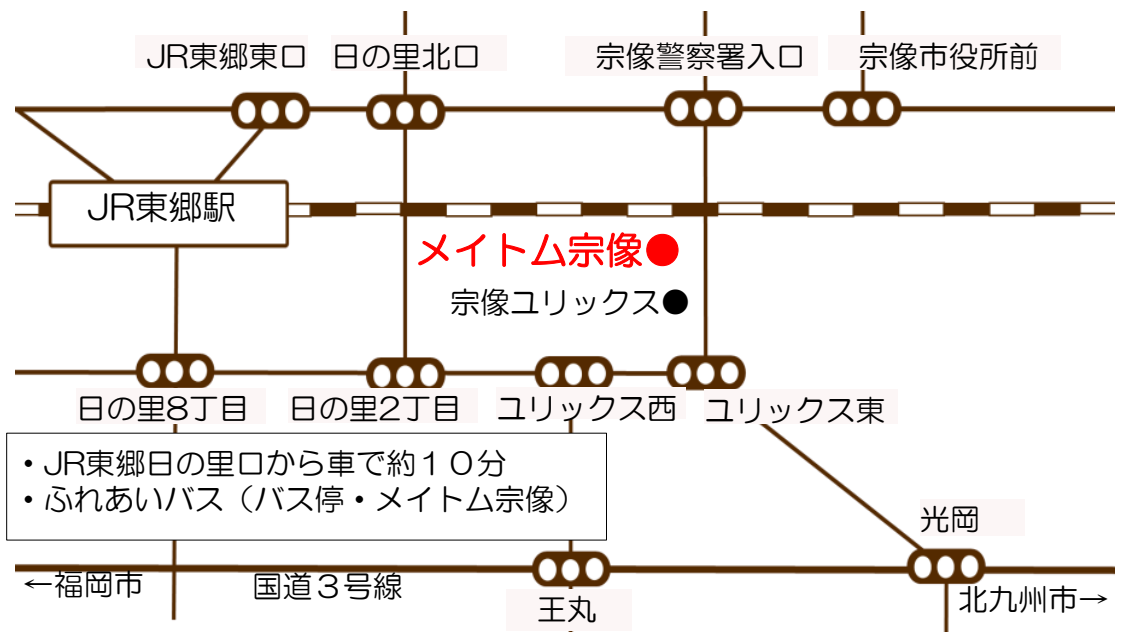 JR東郷東口
日の里北口
宗像警察署入口
宗像市役所前
JR東郷駅
メイトム宗像●
宗像ユリックス●
日の里8丁目
日の里2丁目
ユリックス西
ユリックス東
・JR東郷日の里口から車で約１０分
・ふれあいバス（バス停・メイトム宗像）
光岡
←福岡市
国道３号線
王丸
北九州市→